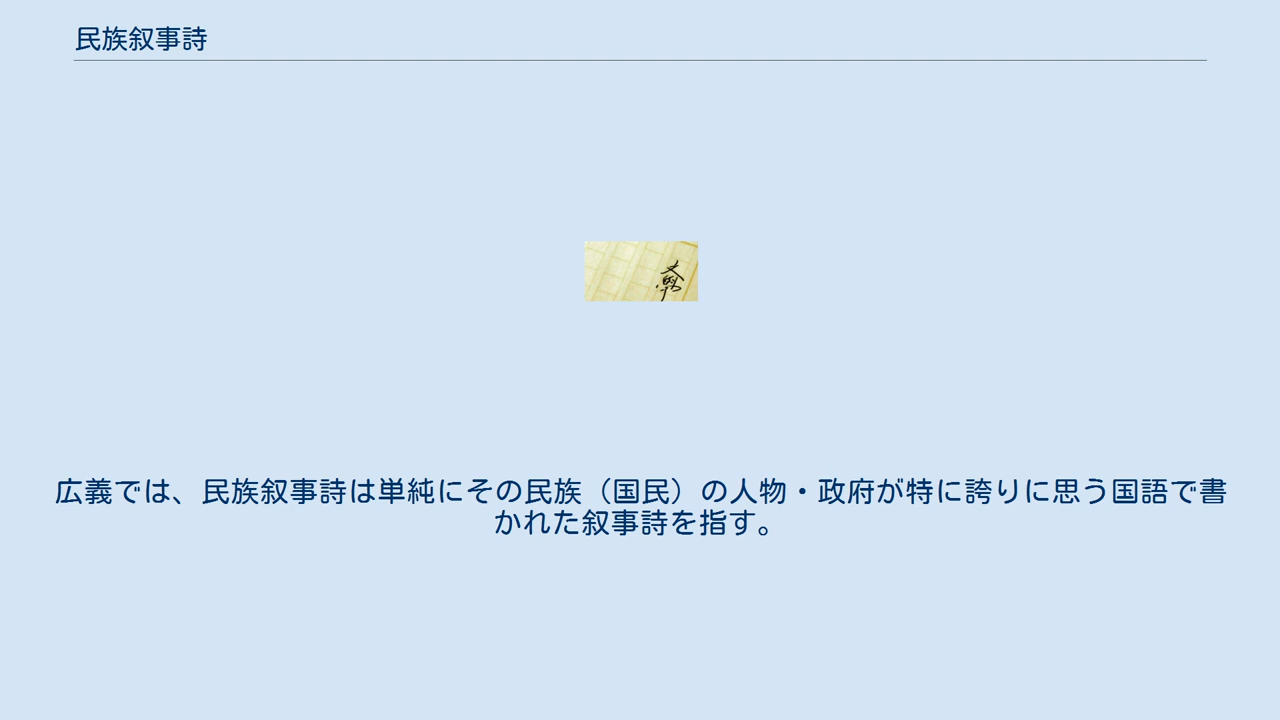 民族叙事詩
広義では、民族叙事詩は単純にその民族（国民）の人物・政府が特に誇りに思う国語で書
かれた叙事詩を指す。